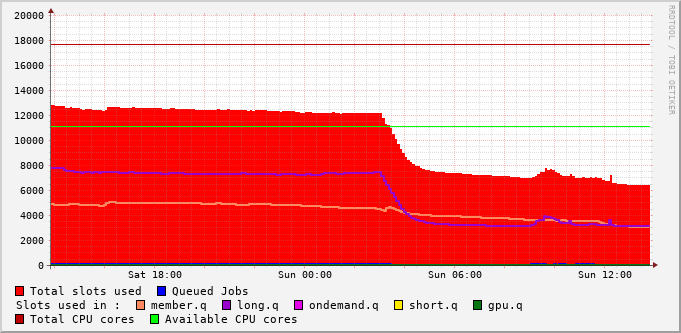 20000
18000
16000
14000
12000
10000
8000
6000
4000
2000
0
Sat 18:00 Sun 00:00 Sun 06:00 Sun 12:00
RRDTOOL / TOBI OETIKER
Total slots used Queued Jobs
Slots used in : member.q long.q ondemand.q short.q gpu.q
Total CPU cores Available CPU cores